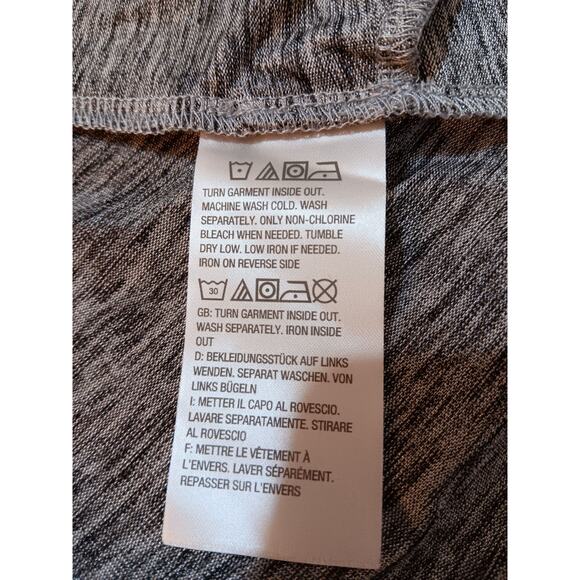 TURN GARMENT INSIDE OUT.
MACHINE WASH COLD. WASH
SEPARATELY. ONLY NON-CHLORINE
BLEACH WHEN NEEDED. TUMBLE
DRY LOW. LOW IRON IF NEEDED.
IRON ON REVERSE SIDE
30
GB: TURN GARMENT INSIDE OUT.
WASH SEPARATELY. IRON INSIDE
OUT
D: BEKLEIDUNGSSTÜCK AUF LINKS
WENDEN. SEPARAT WASCHEN. VON
LINKS BÜGELN
I: METTER IL CAPO AL ROVESCIO.
LAVARE SEPARATAMENTE. STIRARE
AL ROVESCIO
F: METTRE LE VÊTEMENT À
L'ENVERS. LAVER SÉPARÉMENT.
REPASSER SUR L'ENVERS